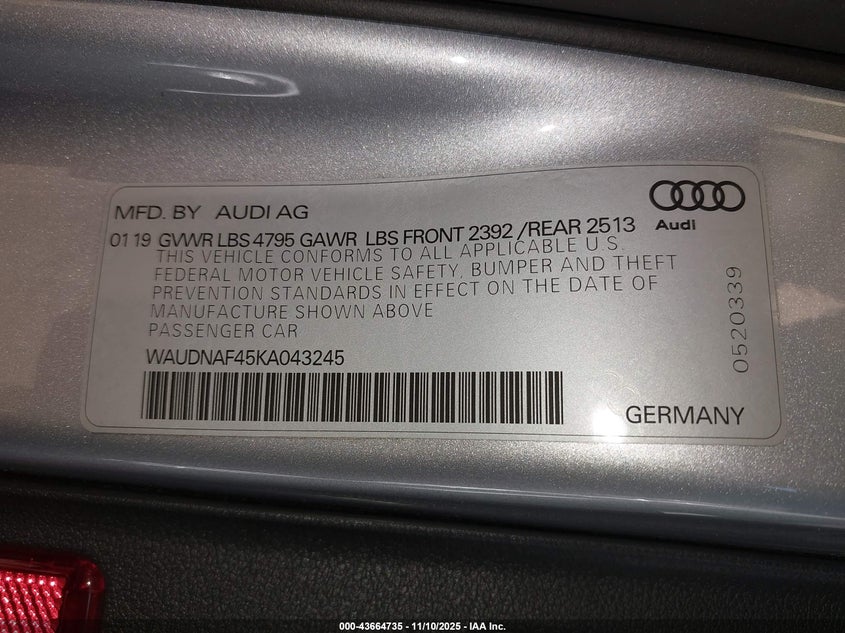 MFD. BY AUDI AG
Audi
01 19 GVWR LBS 4795 GAWR LBS FRONT 2392 /REAR 2513
THIS VEHICLE CONFORMS TO ALL APPLICABLE U.S.
FEDERAL MOTOR VEHICLE SAFETY, BUMPER AND THEFT
PREVENTION STANDARDS IN EFFECT ON THE DATE OF
MANUFACTURE SHOWN ABOVE
PASSENGER CAR
WAUDNAF45KA043245
0520339
GERMANY
000-43664735 - 11/10/2025 - IAA Inc.